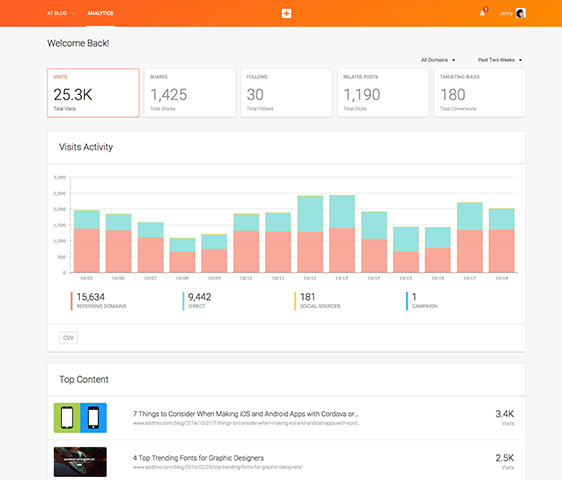 AT BLOG ANALYTICS Jenny
Welcome Back!
All Domains Past Two Weeks
VISITS SHARES FOLLOWS RELATED POSTS TARGETING RULES
25.3K 1,425 30 1,190 180
Total Visits Total Shares Total Follows Total Clicks Total Conversions
Visits Activity
3,000
2,500
2,000
1,500
1,000
500
0
10/05 10/06 10/07 10/08 10/09 10/10 10/11 10/12 10/13 10/14 10/15 10/16 10/17 10/18
15,634 9,442 181 1
REFERRING DOMAINS DIRECT SOCIAL SOURCES CAMPAIGN
CSV
Top Content
7 Things to Consider When Making iOS and Android Apps with Cordova or... 3.4K
www.addthis.com/blog/2014/10/27/7-things-to-consider-when-making-ios-and-android-apps-with-cord... Visits
4 Top Trending Fonts for Graphic Designers 2.5K
www.addthis.com/blog/2016/02/23/top-trending-fonts-for-graphic-designers/ Visits